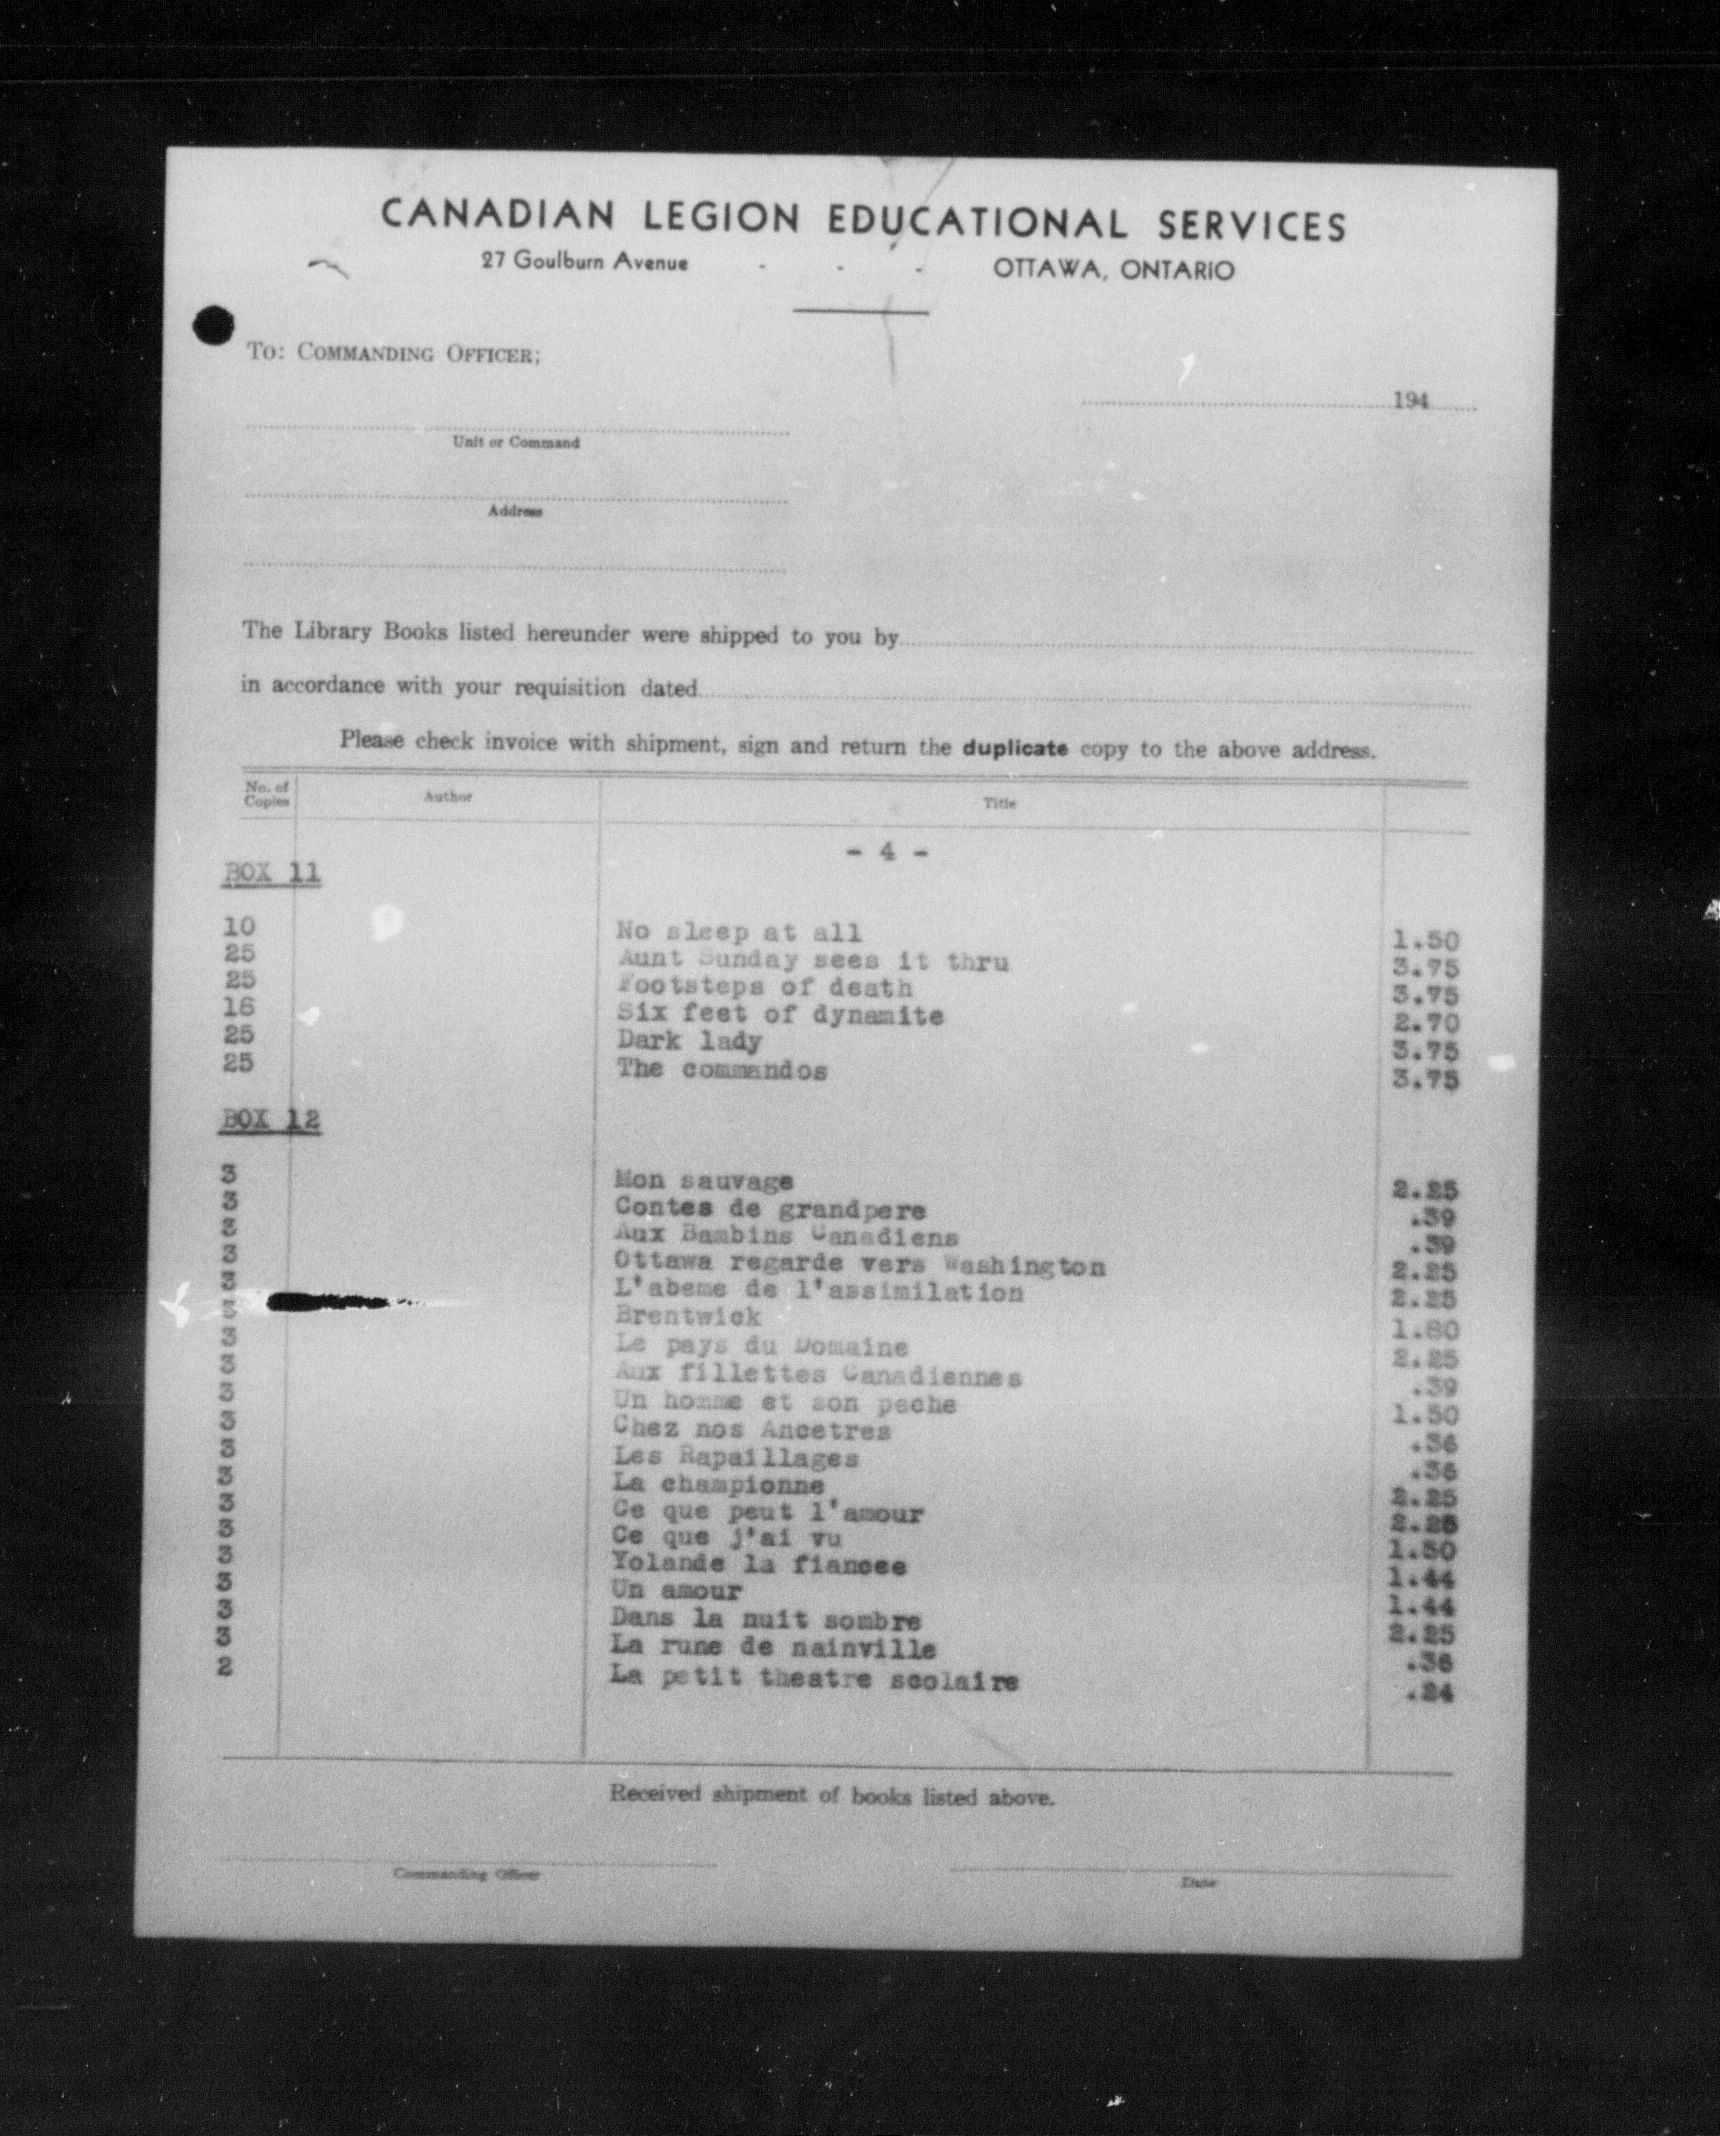 CANADIAN LEGION EDUCATIONAL SERVICES
27 Goulburn Avenue - - - OTTAWA, ONTARIO
To: COMMANDING OFFICER;
194
Unit or Command
Address
The Library Books listed hereunder were shipped to you by
in accordance with your requisition dated
Please check invoice with shipment, sign and return the duplicate copy to the above address.
No. of Copies Author Title
- 4 -
BOX 11
10 No sleep at all 1.50
25 Aunt Sunday sees it thru 3.75
25 Footsteps of death 3.75
18 Six feet of dynamite 2.70
25 Dark lady 3.75
25 The commandos 3.75
BOX 12
3 Mon sauvage 2.25
3 Contes de grandpere .39
3 Aux Bambins Canadiens .39
3 Ottawa regarde vers Washington 2.25
3 L'abeme de l'assimilation 2.25
3 Brentwick 1.80
3 Le pays du Domaine 2.25
3 Aux fillettes Canadiennes .39
3 Un homme et son peche 1.50
3 Chez nos Ancetres .36
3 Les Rapaillages .36
3 La championne 2.25
3 Ce que peut l'amour 2.25
3 Ce que j'ai vu 1.50
3 Yolande la fiancee 1.44
3 Un amour 1.44
3 Dans la nuit sombre 2.25
3 La rune de nainville .36
2 La petit theatre scolaire .24
Received shipment of books listed above.
Commanding Officer Date